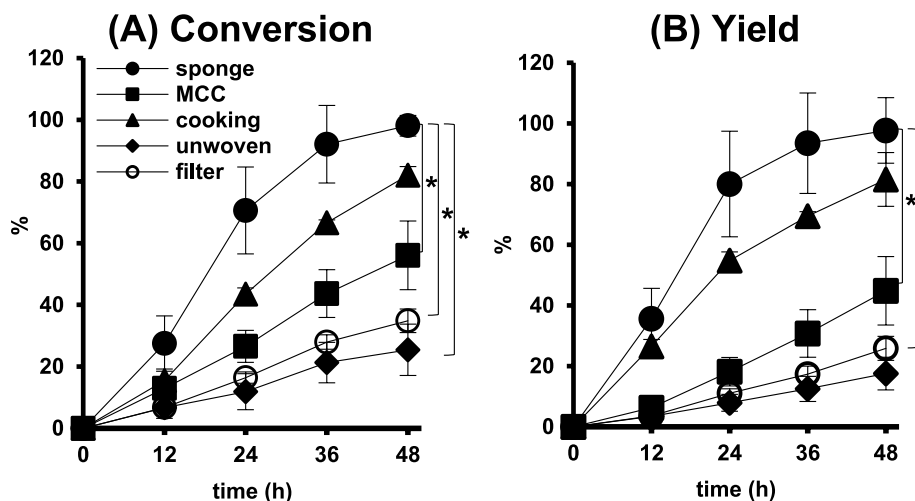 (A) Conversion
120
100
80
60
40
20
0
%
sponge
MCC
cooking
unwoven
filter
*
*
*
0 12 24 36 48
time (h)
(B) Yield
120
100
80
60
40
20
0
%
*
*
0 12 24 36 48
time (h)